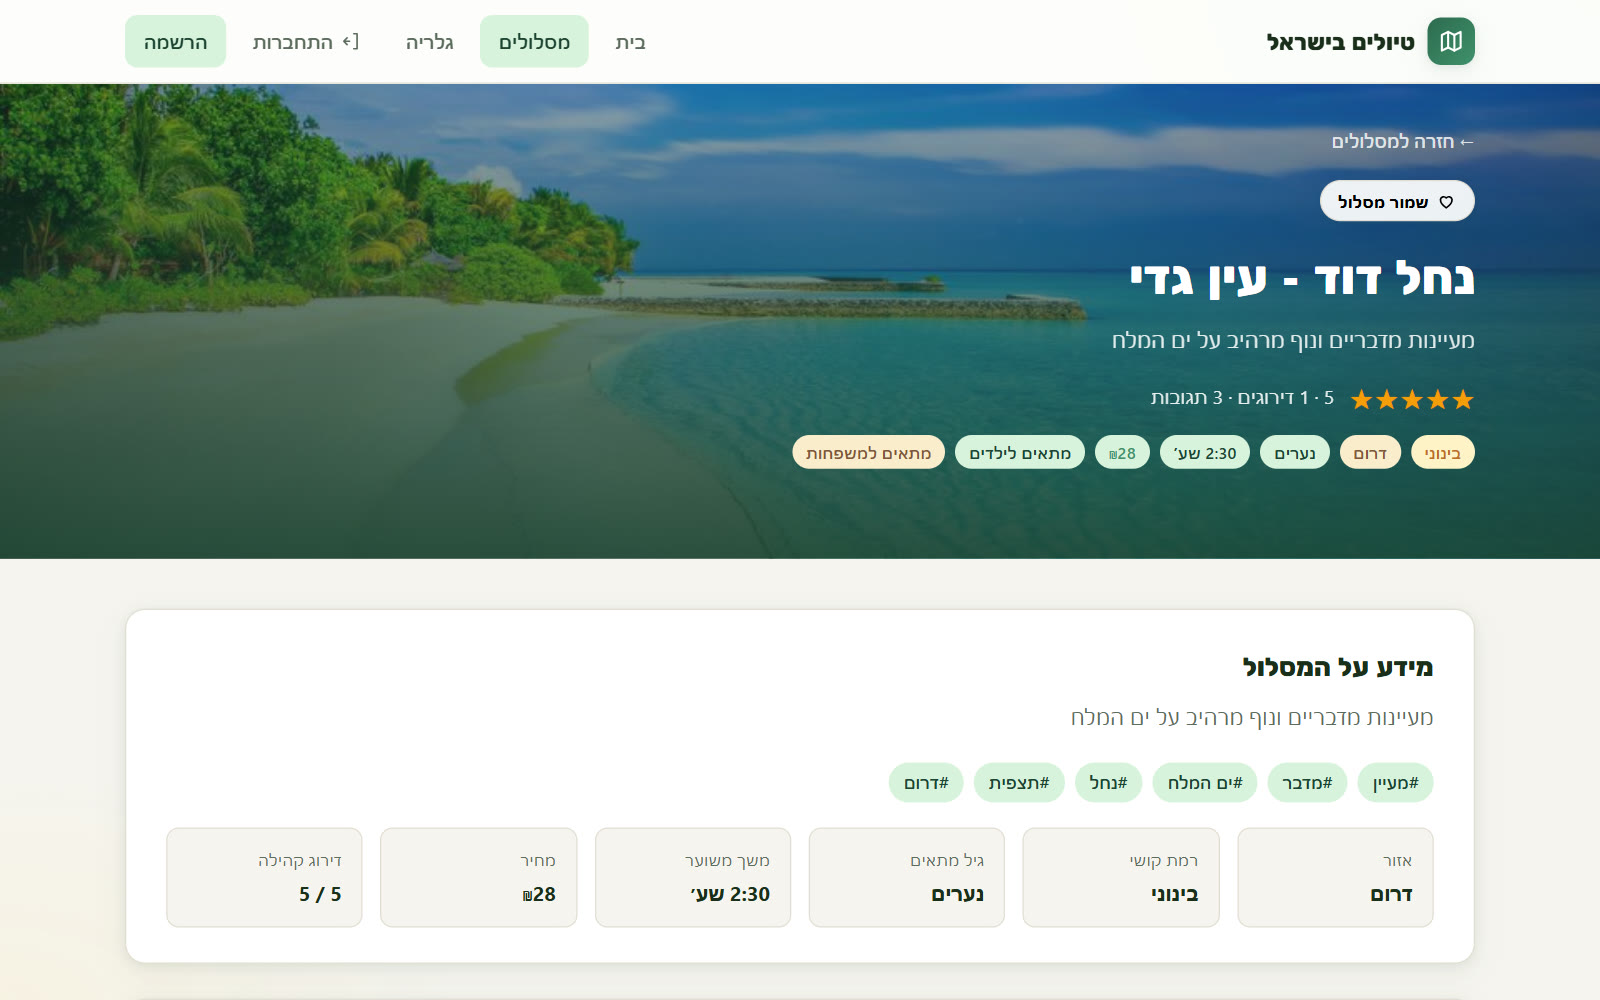 טיולים בישראל
בית
מסלולים
גלריה
התחברות
הרשמה
← חזרה למסלולים
שמור מסלול
נחל דוד - עין גדי
מעיינות מדבריים ונוף מרהיב על ים המלח
5 · 1 דירוגים · 3 תגובות
בינוני
דרום
נערים
2:30 שע׳
₪28
מתאים לילדים
מתאים למשפחות
מידע על המסלול
מעיינות מדבריים ונוף מרהיב על ים המלח
#מעיין
#מדבר
#ים המלח
#נחל
#תצפית
#דרום
אזור
דרום
רמת קושי
בינוני
גיל מתאים
נערים
משך משוער
2:30 שע׳
מחיר
₪28
דירוג קהילה
5 / 5